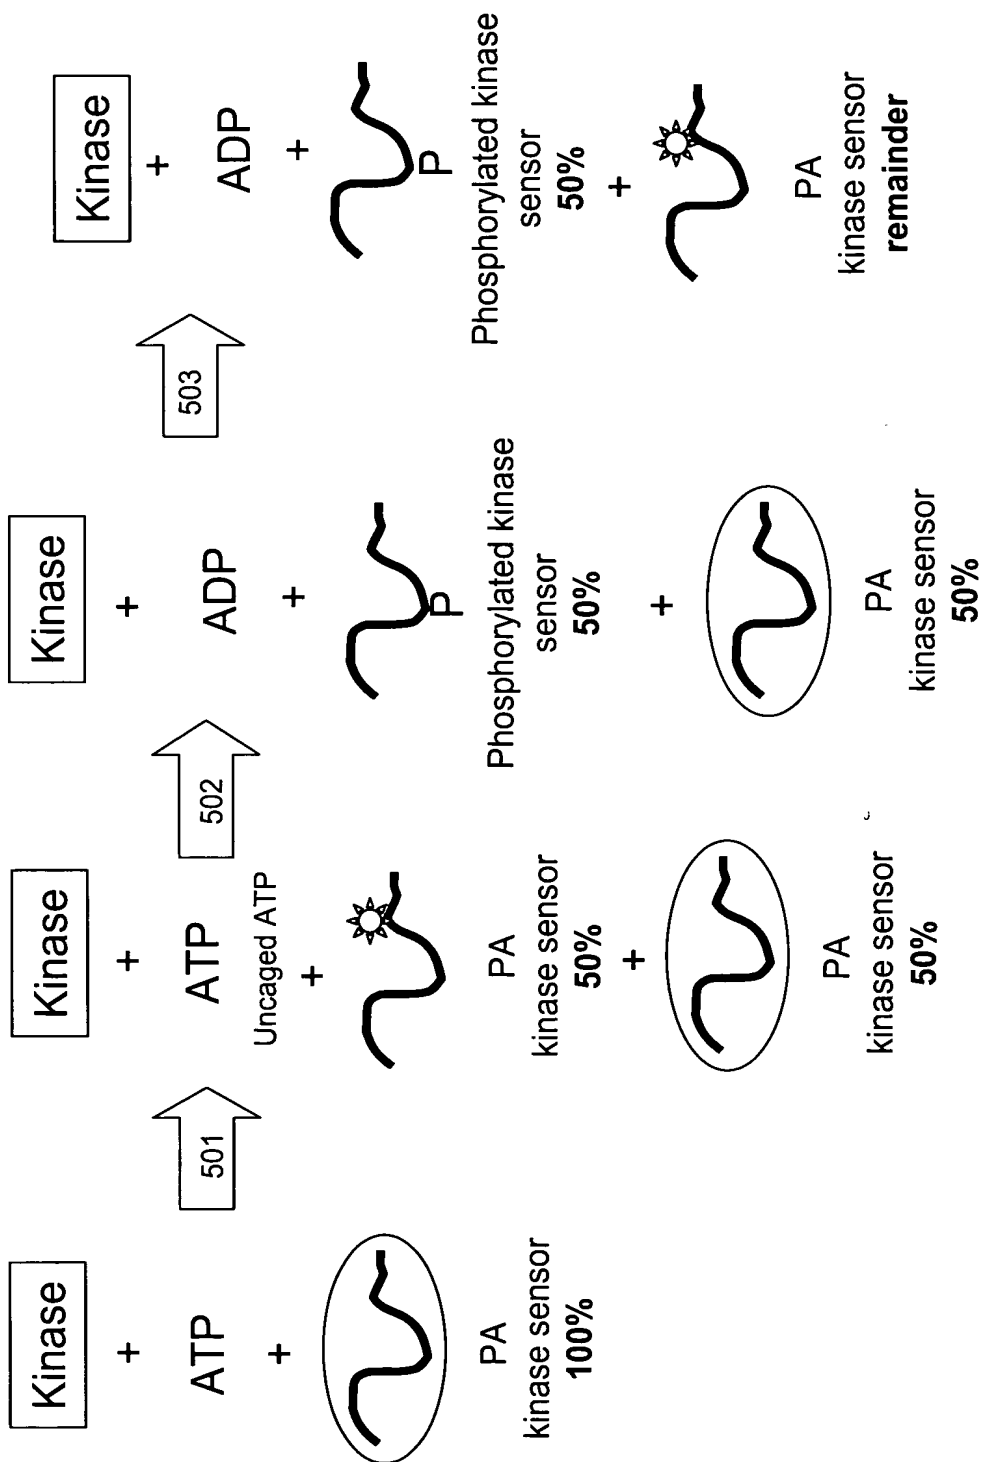 Kinase
+
ATP
+
PA
kinase sensor
100%
501
Kinase
+
ATP
Uncaged ATP
+
PA
kinase sensor
50%
+
PA
kinase sensor
50%
502
Kinase
+
ADP
+
P
Phosphorylated kinase
sensor
50%
+
PA
kinase sensor
50%
503
Kinase
+
ADP
+
P
Phosphorylated kinase
sensor
50%
+
PA
kinase sensor
remainder